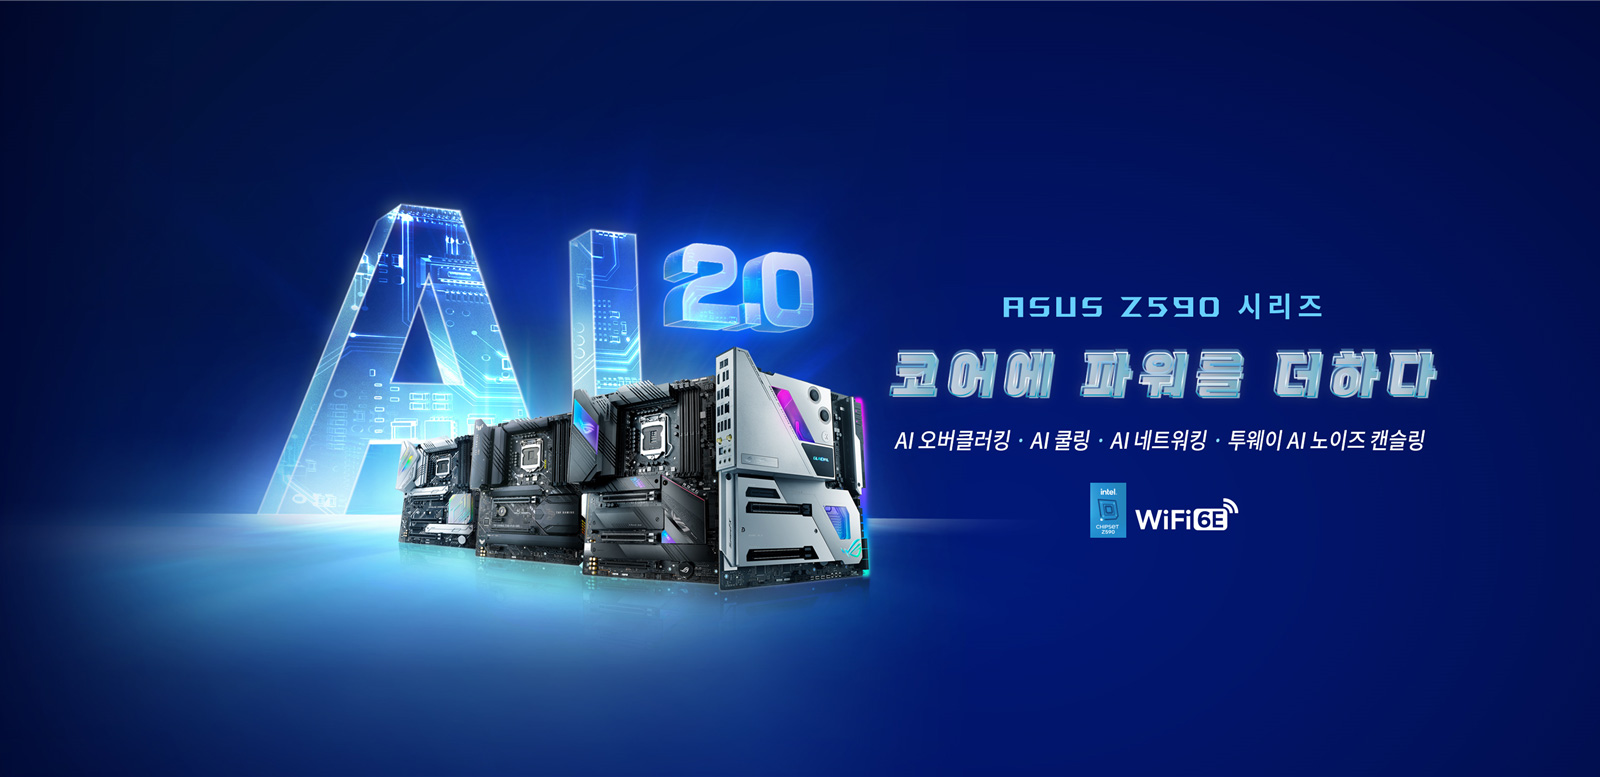 AI 2.0
ASUS Z590 시리즈
코어에 파워를 더하다
AI 오버클러킹 · AI 쿨링 · AI 네트워킹 · 투웨이 AI 노이즈 캔슬링
intel.
CHIPSET
Z590
WiFi 6E